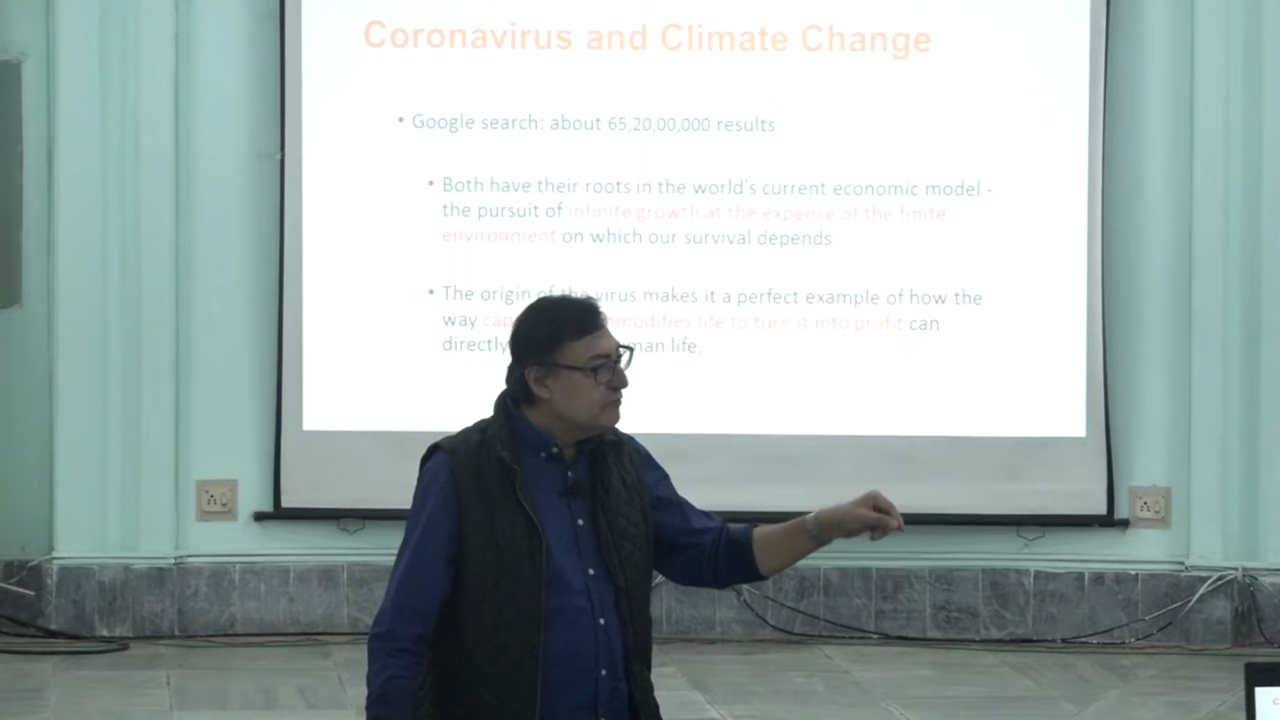 Coronavirus and Climate Change
• Google search: about 65,20,00,000 results
• Both have their roots in the world's current economic model -
the pursuit of infinite growth at the expense of the finite
environment on which our survival depends
• The origin of the virus makes it a perfect example of how the
way life to turn it into profit can
directly life.